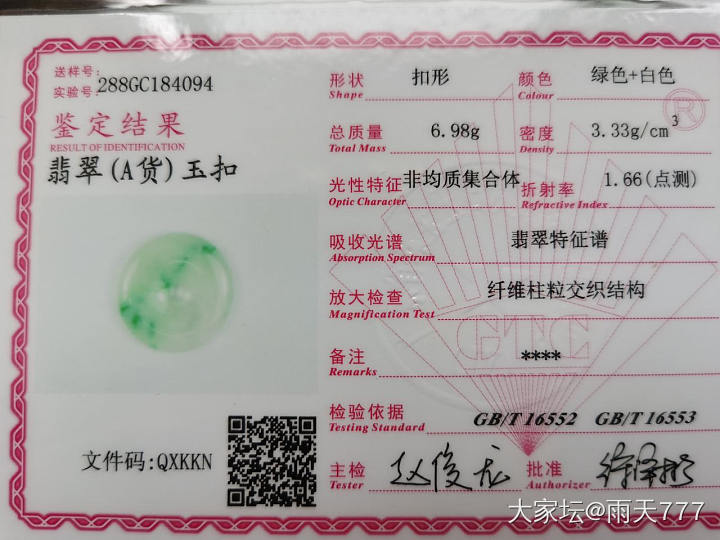 送样号:
实验号: 288GC184094
鉴定结果
RESULT OF IDENTIFICATION
翡翠(A货)玉扣
文件码:QXKKN
形状 扣形 颜色 绿色+白色
Shape Colour
总质量 6.98g 密度 3.33g/cm3
Total Mass Density
光性特征 非均质集合体 折射率 1.66(点测)
Optic Character Refractive Index
吸收光谱 翡翠特征谱
Absorption Spectrum
放大检查 纤维柱粒交织结构
Magnification Test
GTC
备注 ****
Remarks
检验依据 GB/T 16552 GB/T 16553
Testing Standard
主检 赵俊龙 批准
Tester Authorizer
大家坛@雨天777